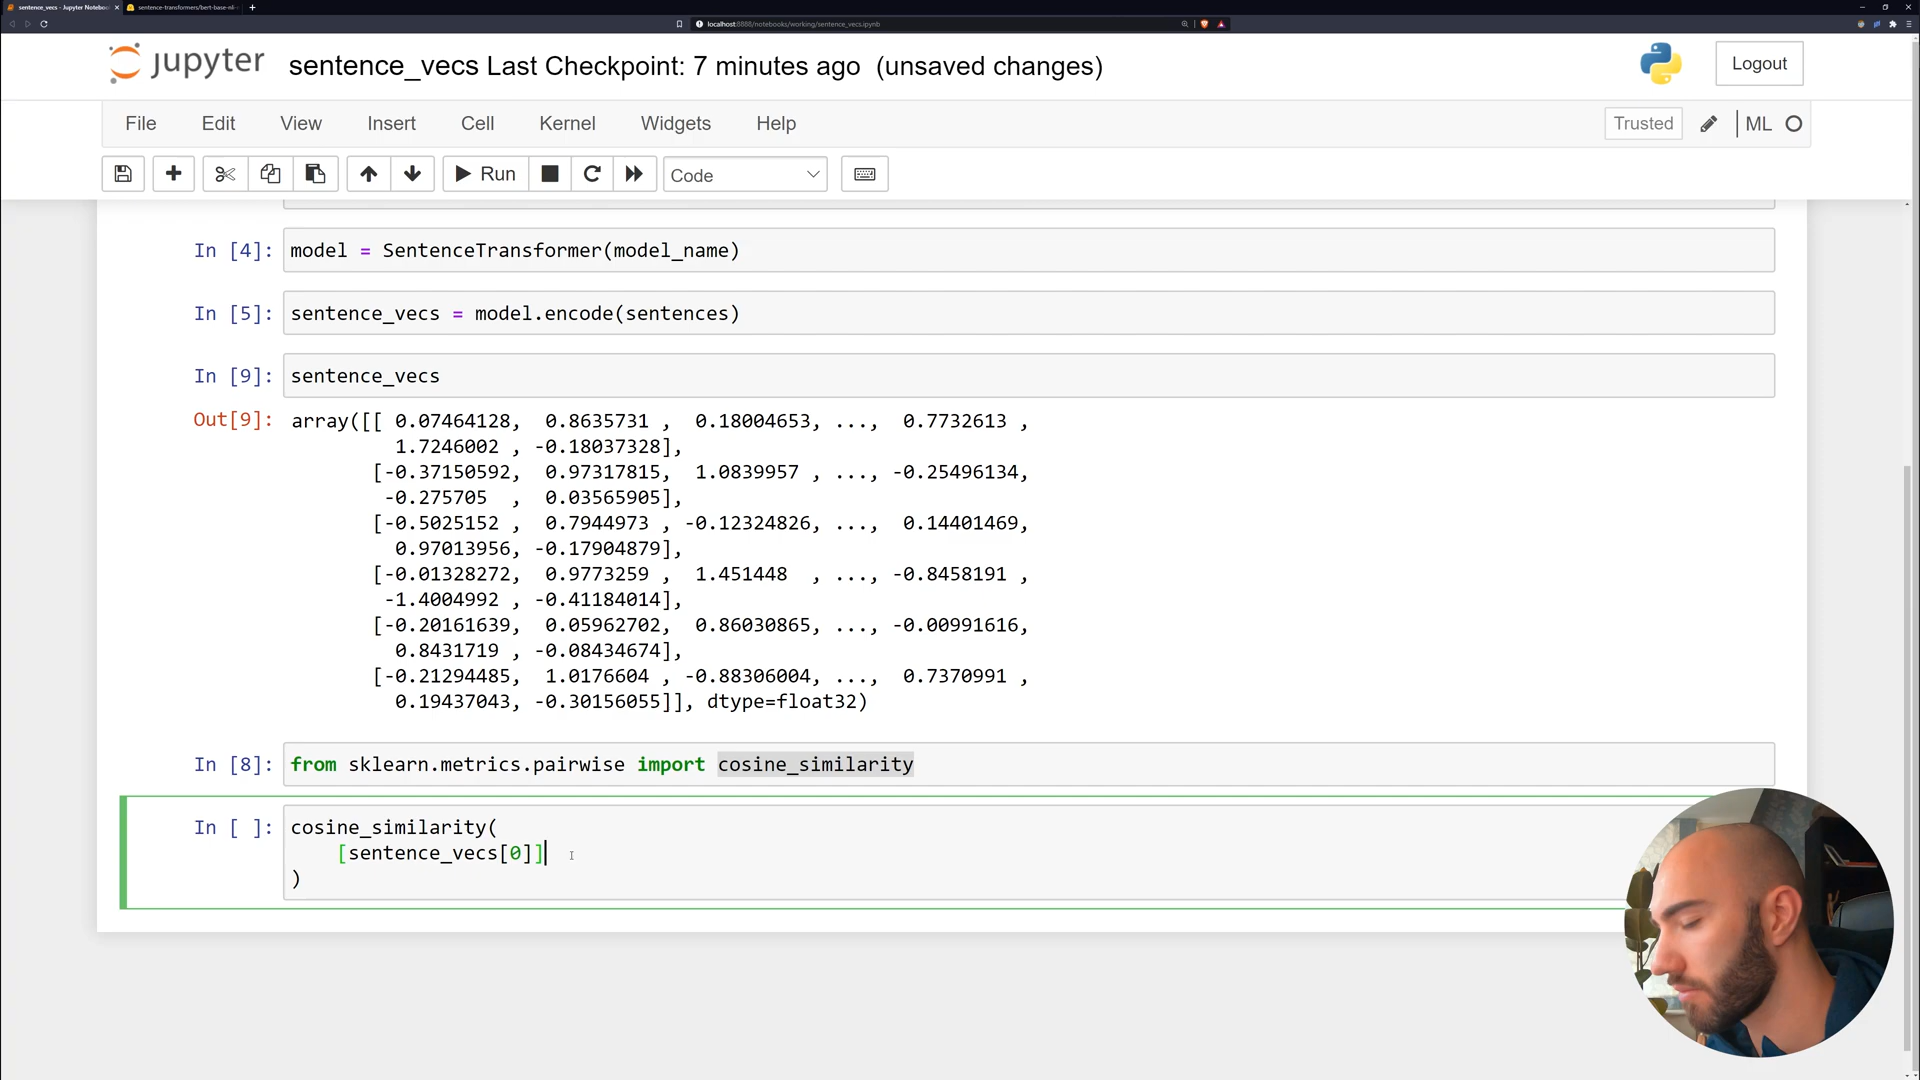 sentence_vecs - Jupyter Noteboo
sentence-transformers/bert-base-nli-
localhost:8888/notebooks/working/sentence_vecs.ipynb
jupyter sentence_vecs Last Checkpoint: 7 minutes ago (unsaved changes)
Logout
File Edit View Insert Cell Kernel Widgets Help
Trusted ML
Run Code
In [4]: model = SentenceTransformer(model_name)
In [5]: sentence_vecs = model.encode(sentences)
In [9]: sentence_vecs
Out[9]: array([[ 0.07464128,  0.8635731 ,  0.18004653, ...,  0.7732613 ,
1.7246002 , -0.18037328],
[-0.37150592,  0.97317815,  1.0839957 , ..., -0.25496134,
-0.275705  ,  0.03565905],
[-0.5025152 ,  0.7944973 , -0.12324826, ...,  0.14401469,
0.97013956, -0.17904879],
[-0.01328272,  0.9773259 ,  1.451448  , ..., -0.8458191 ,
-1.4004992 , -0.41184014],
[-0.20161639,  0.05962702,  0.86030865, ..., -0.00991616,
0.8431719 , -0.08434674],
[-0.21294485,  1.0176604 , -0.88306004, ...,  0.7370991 ,
0.19437043, -0.30156055]], dtype=float32)
In [8]: from sklearn.metrics.pairwise import cosine_similarity
In [ ]: cosine_similarity(
[sentence_vecs[0]]
)